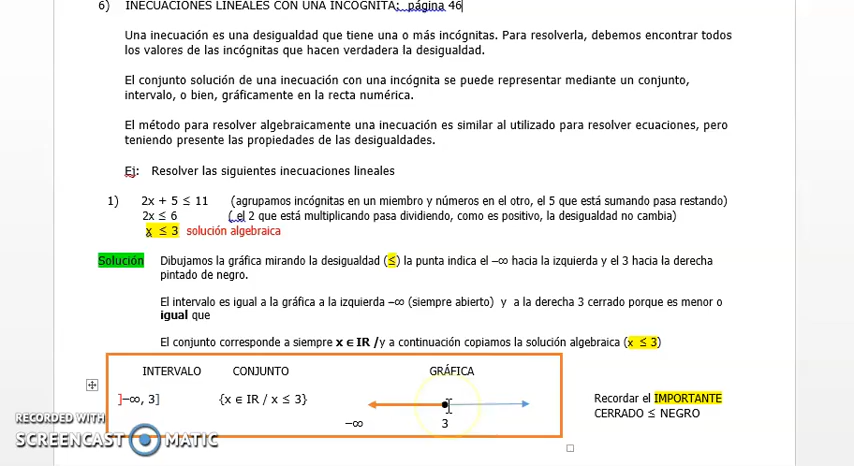 6) INECUACIONES LINEALES CON UNA INCÓGNITA: página 46
Una inecuación es una desigualdad que tiene una o más incógnitas. Para resolverla, debemos encontrar todos
los valores de las incógnitas que hacen verdadera la desigualdad.
El conjunto solución de una inecuación con una incógnita se puede representar mediante un conjunto,
intervalo, o bien, gráficamente en la recta numérica.
El método para resolver algebraicamente una inecuación es similar al utilizado para resolver ecuaciones, pero
teniendo presente las propiedades de las desigualdades.
Ej: Resolver las siguientes inecuaciones lineales
1) 2x + 5 ≤ 11 (agrupamos incógnitas en un miembro y números en el otro, el 5 que está sumando pasa restando)
2x ≤ 6 ( el 2 que está multiplicando pasa dividiendo, como es positivo, la desigualdad no cambia)
x ≤ 3 solución algebraica
Solución Dibujamos la gráfica mirando la desigualdad (≤) la punta indica el −∞ hacia la izquierda y el 3 hacia la derecha
pintado de negro.
El intervalo es igual a la gráfica a la izquierda −∞ (siempre abierto) y a la derecha 3 cerrado porque es menor o
igual que
El conjunto corresponde a siempre x ∈ IR /y a continuación copiamos la solución algebraica (x ≤ 3)
INTERVALO CONJUNTO GRÁFICA
]−∞, 3] {x ∈ IR / x ≤ 3}
−∞ 3
Recordar el IMPORTANTE
CERRADO ≤ NEGRO
RECORDED WITH
SCREENCAST MATIC